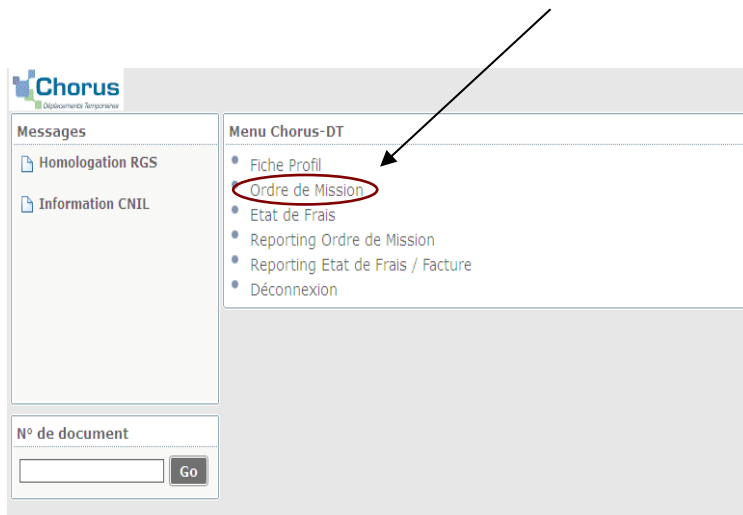 Chorus
Déplacements Temporaires
Messages
Homologation RGS
Information CNIL
Menu Chorus-DT
Fiche Profil
Ordre de Mission
Etat de Frais
Reporting Ordre de Mission
Reporting Etat de Frais / Facture
Déconnexion
N° de document
Go